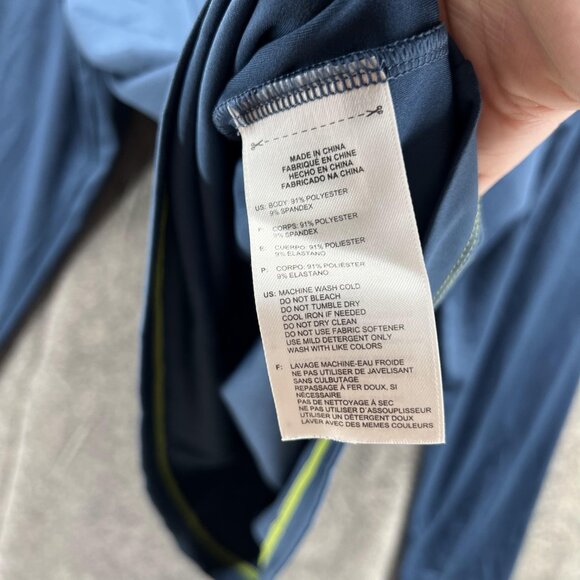 MADE IN CHINA
FABRIQUÉ EN CHINE
HECHO EN CHINA
FABRICADO NA CHINA
US: BODY: 91% POLYESTER
9% SPANDEX
F: CORPS: 91% POLYESTER
9% SPANDEX
E: CUERPO: 91% POLIÉSTER
9% ELASTANO
P: CORPO: 91% POLIÉSTER
9% ELASTANO
US: MACHINE WASH COLD
DO NOT BLEACH
DO NOT TUMBLE DRY
COOL IRON IF NEEDED
DO NOT DRY CLEAN
DO NOT USE FABRIC SOFTENER
USE MILD DETERGENT ONLY
WASH WITH LIKE COLORS
F: LAVAGE MACHINE-EAU FROIDE
NE PAS UTILISER DE JAVELISANT
SANS CULBUTAGE
REPASSAGE À FER DOUX, SI
NÉCESSAIRE
PAS DE NETTOYAGE À SEC
NE PAS UTILISER D'ASSOUPLISSEUR
UTILISER UN DÉTERGENT DOUX
LAVER AVEC DES MEMES COULEURS